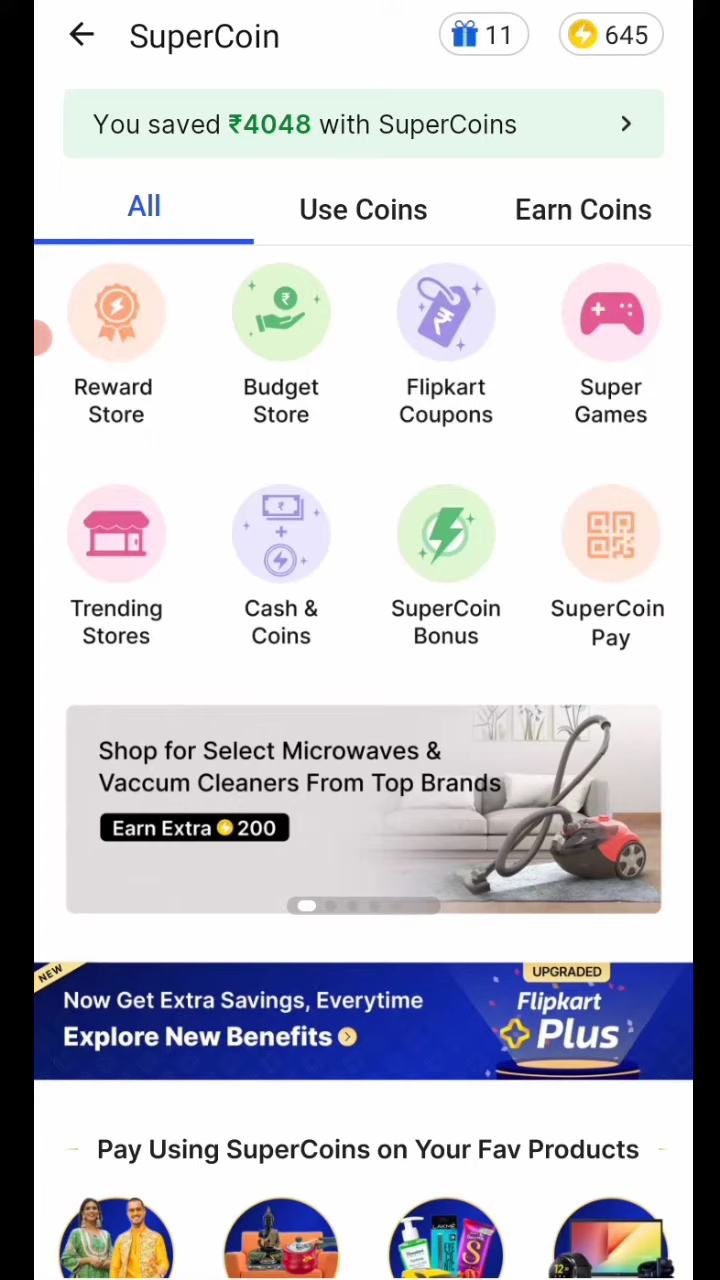 SuperCoin
11
645
You saved ₹4048 with SuperCoins
All
Use Coins
Earn Coins
Reward
Store
Budget
Store
Flipkart
Coupons
Super
Games
Trending
Stores
Cash &
Coins
SuperCoin
Bonus
SuperCoin
Pay
Shop for Select Microwaves &
Vaccum Cleaners From Top Brands
Earn Extra 200
NEW
Now Get Extra Savings, Everytime
Explore New Benefits
UPGRADED
Flipkart
Plus
Pay Using SuperCoins on Your Fav Products
LAKMÉ